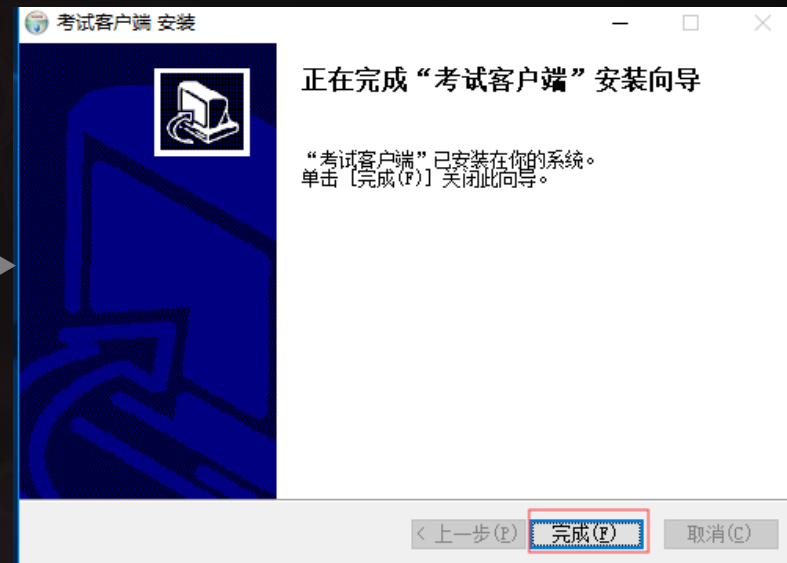 考试客户端 安装
正在完成“考试客户端”安装向导
“考试客户端”已安装在你的系统。
单击 [完成(F)] 关闭此向导。
< 上一步(P) 完成(F) 取消(C)